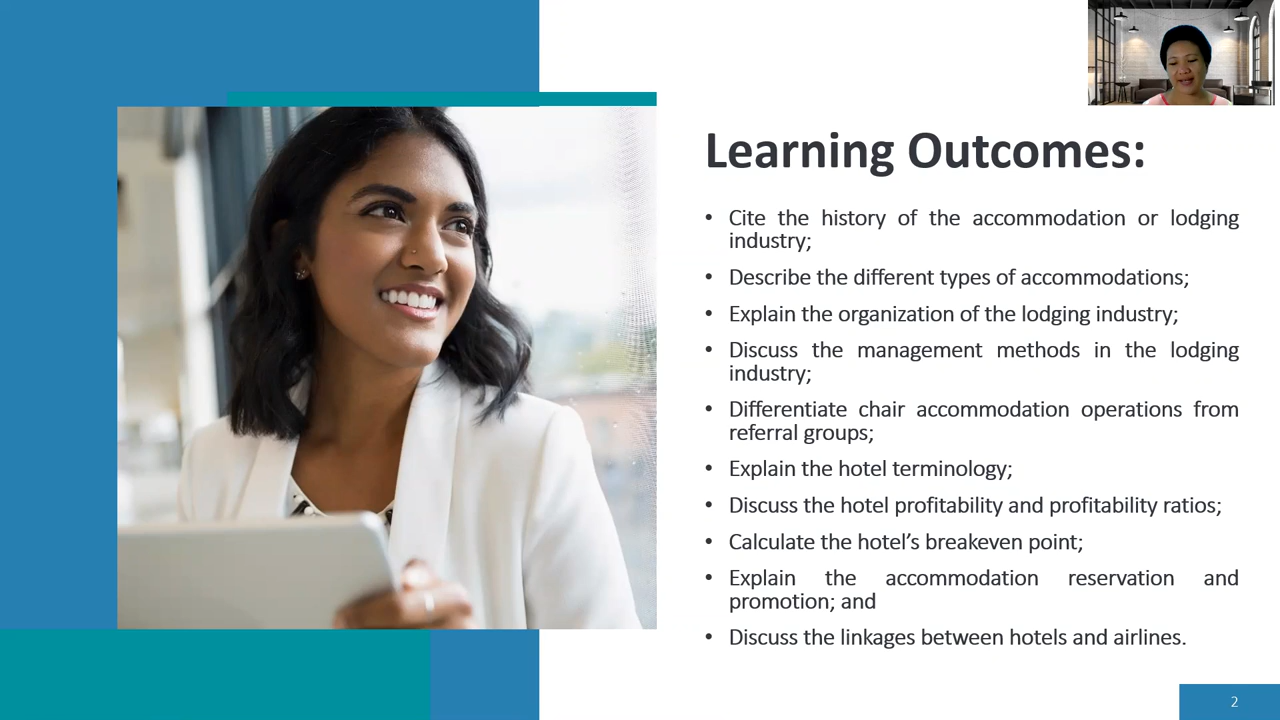 Learning Outcomes:
• Cite the history of the accommodation or lodging
industry;
• Describe the different types of accommodations;
• Explain the organization of the lodging industry;
• Discuss the management methods in the lodging
industry;
• Differentiate chair accommodation operations from
referral groups;
• Explain the hotel terminology;
• Discuss the hotel profitability and profitability ratios;
• Calculate the hotel’s breakeven point;
• Explain the accommodation reservation and
promotion; and
• Discuss the linkages between hotels and airlines.
2